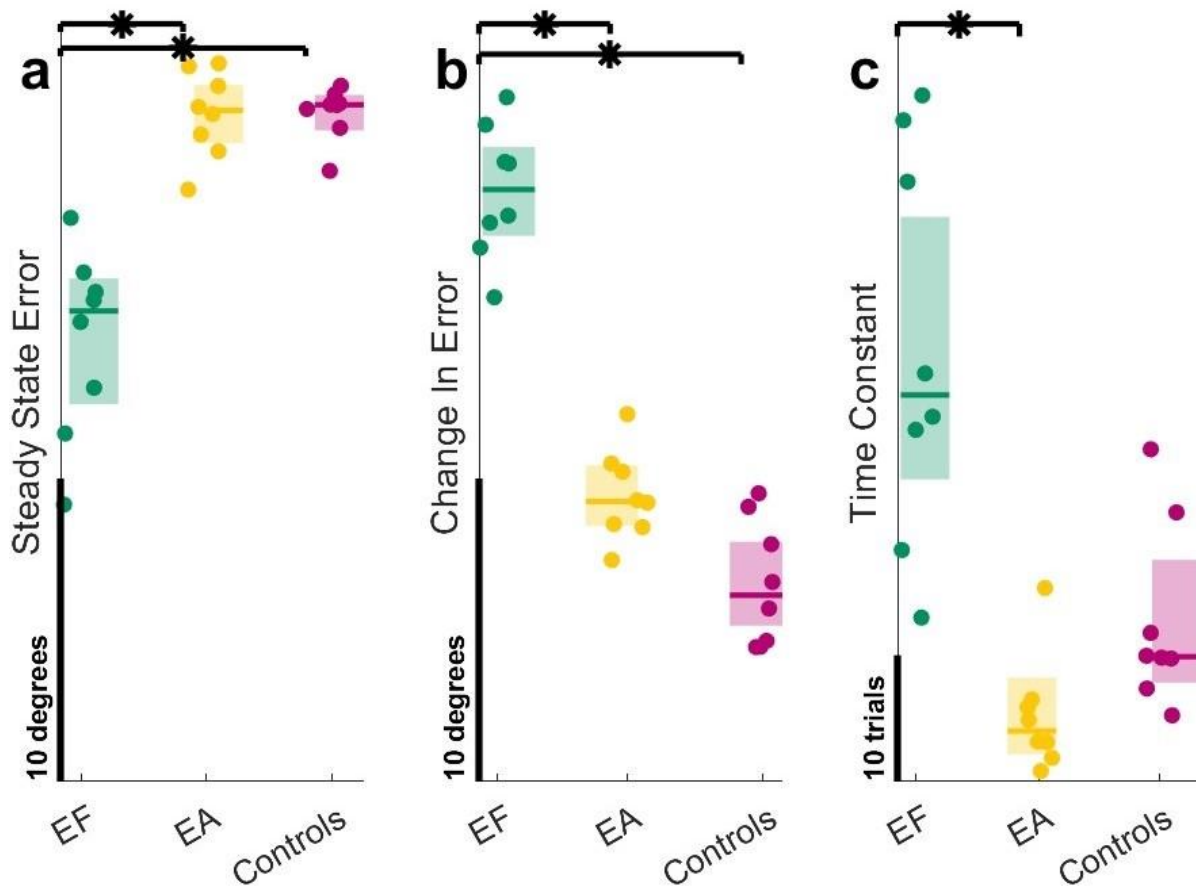 a
Steady State Error
10 degrees
EF
EA
Controls
b
Change In Error
10 degrees
EF
EA
Controls
c
Time Constant
10 trials
EF
EA
Controls